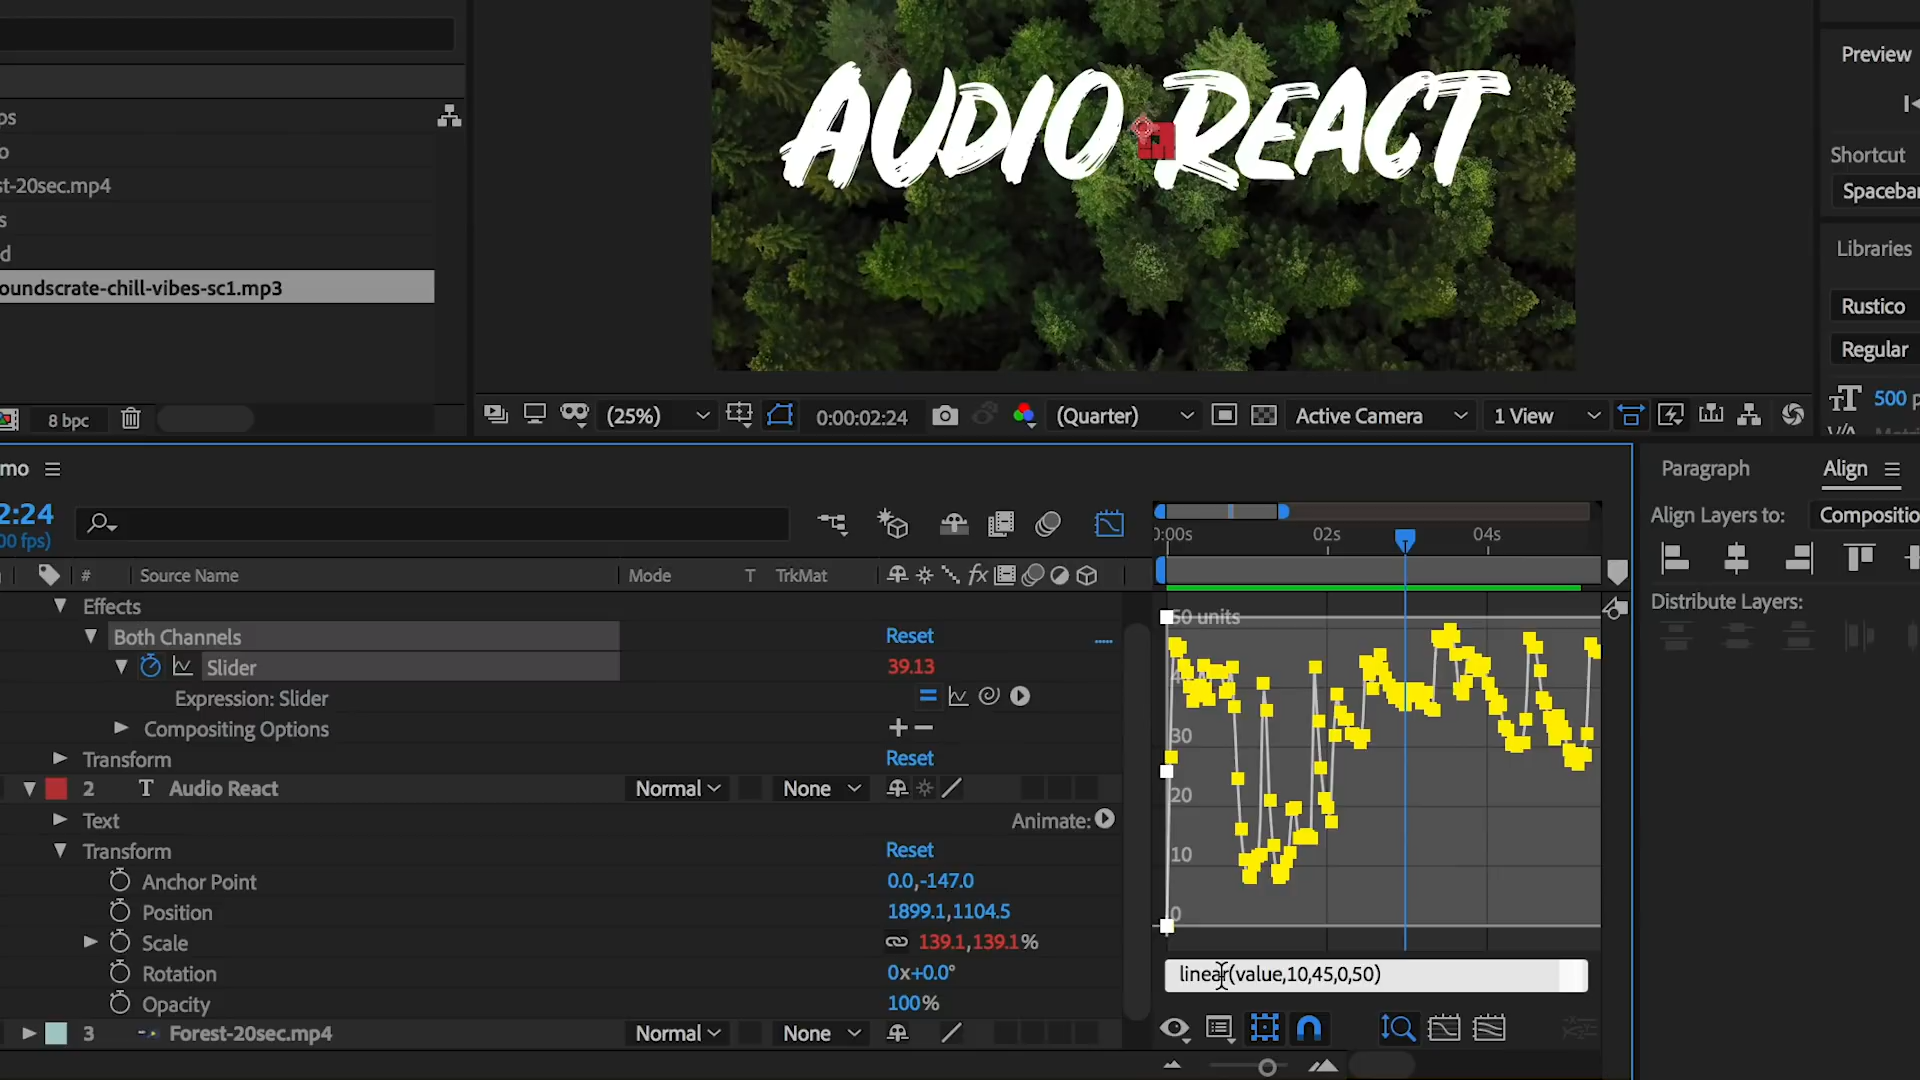 AUDIO REACT
Preview
Shortcut
Spacebar
Libraries
Rustico
Regular
500 p
ps
o
st-20sec.mp4
s
d
oundscrate-chill-vibes-sc1.mp3
8 bpc
(25%)
0:00:02:24
(Quarter)
Active Camera
1 View
mo
2:24
00 fps)
# Source Name Mode T TrkMat fx
0:00s 02s 04s
Paragraph Align
Align Layers to: Compositio
Distribute Layers:
Effects
Both Channels Reset
Slider 39.13
Expression: Slider
Compositing Options
Transform Reset
2 T Audio React Normal None
Text Animate:
Transform Reset
Anchor Point 0.0,-147.0
Position 1899.1,1104.5
Scale 139.1,139.1%
Rotation 0x+0.0°
Opacity 100%
3 Forest-20sec.mp4 Normal None
50 units
30
20
10
0
linear(value,10,45,0,50)